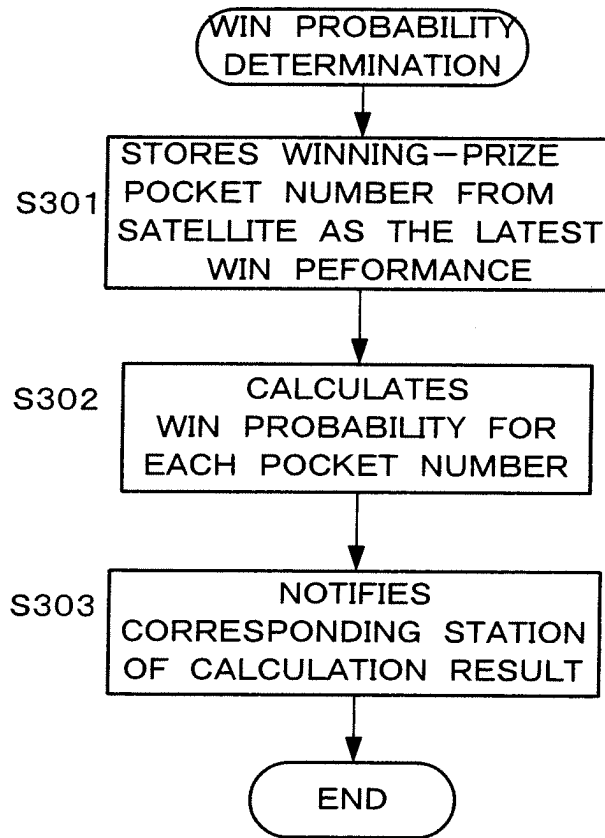 WIN PROBABILITY
DETERMINATION
S301
STORES WINNING-PRIZE
POCKET NUMBER FROM
SATELLITE AS THE LATEST
WIN PEFORMANCE
S302
CALCULATES
WIN PROBABILITY FOR
EACH POCKET NUMBER
S303
NOTIFIES
CORRESPONDING STATION
OF CALCULATION RESULT
END